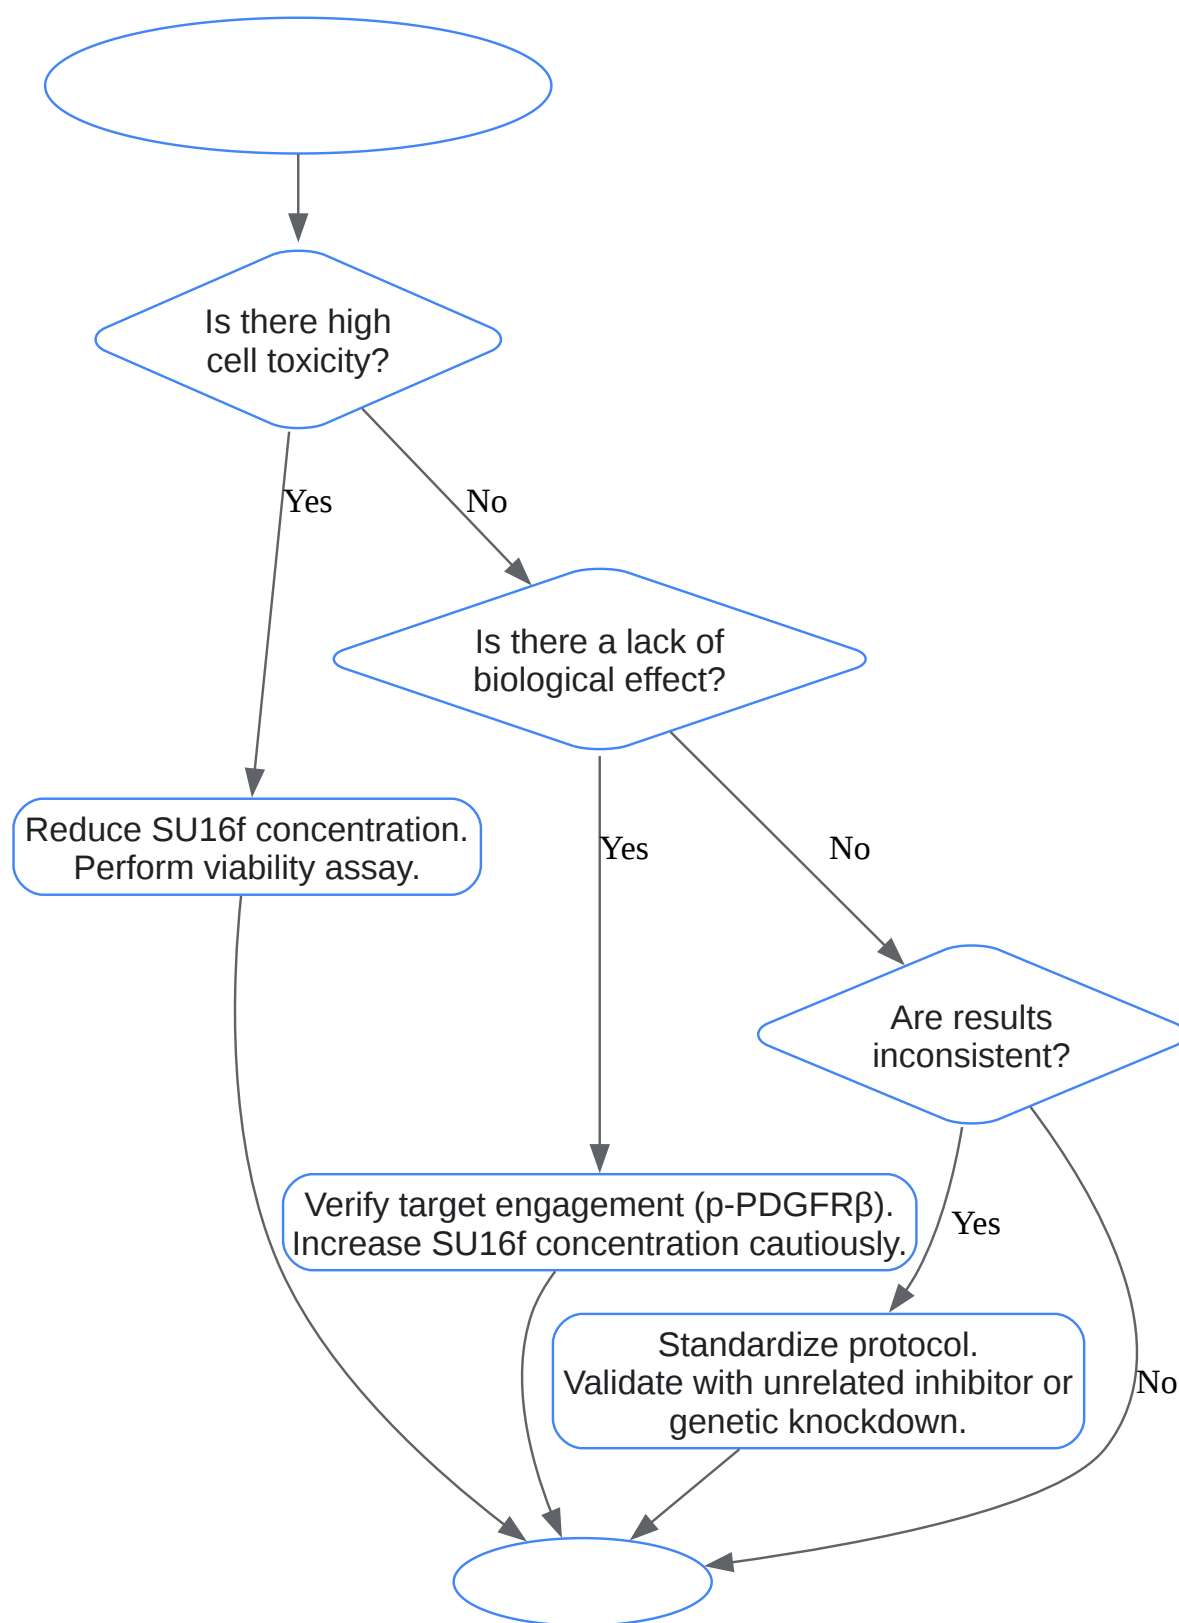 Is there high
cell toxicity?
Yes
No
Is there a lack of
biological effect?
Reduce SU16f concentration.
Perform viability assay.
Yes
No
Are results
inconsistent?
Verify target engagement (p-PDGFRβ).
Increase SU16f concentration cautiously.
Yes
Standardize protocol.
Validate with unrelated inhibitor or
genetic knockdown.
No